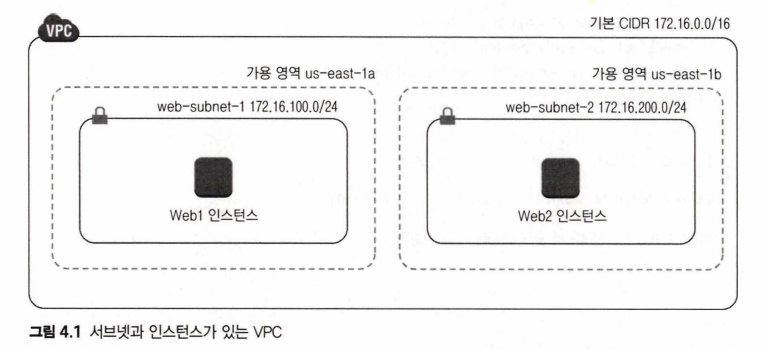 VPC
기본 CIDR 172.16.0.0/16
가용 영역 us-east-1a
가용 영역 us-east-1b
web-subnet-1 172.16.100.0/24
web-subnet-2 172.16.200.0/24
Web1 인스턴스
Web2 인스턴스
그림 4.1 서브넷과 인스턴스가 있는 VPC